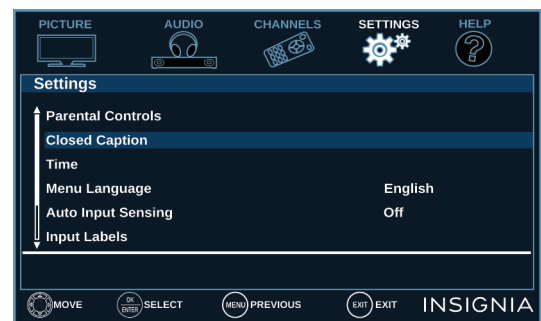 PICTURE AUDIO CHANNELS SETTINGS HELP
Settings
Parental Controls
Closed Caption
Time
Menu Language English
Auto Input Sensing Off
Input Labels
MOVE OK ENTER SELECT MENU PREVIOUS EXIT EXIT INSIGNIA